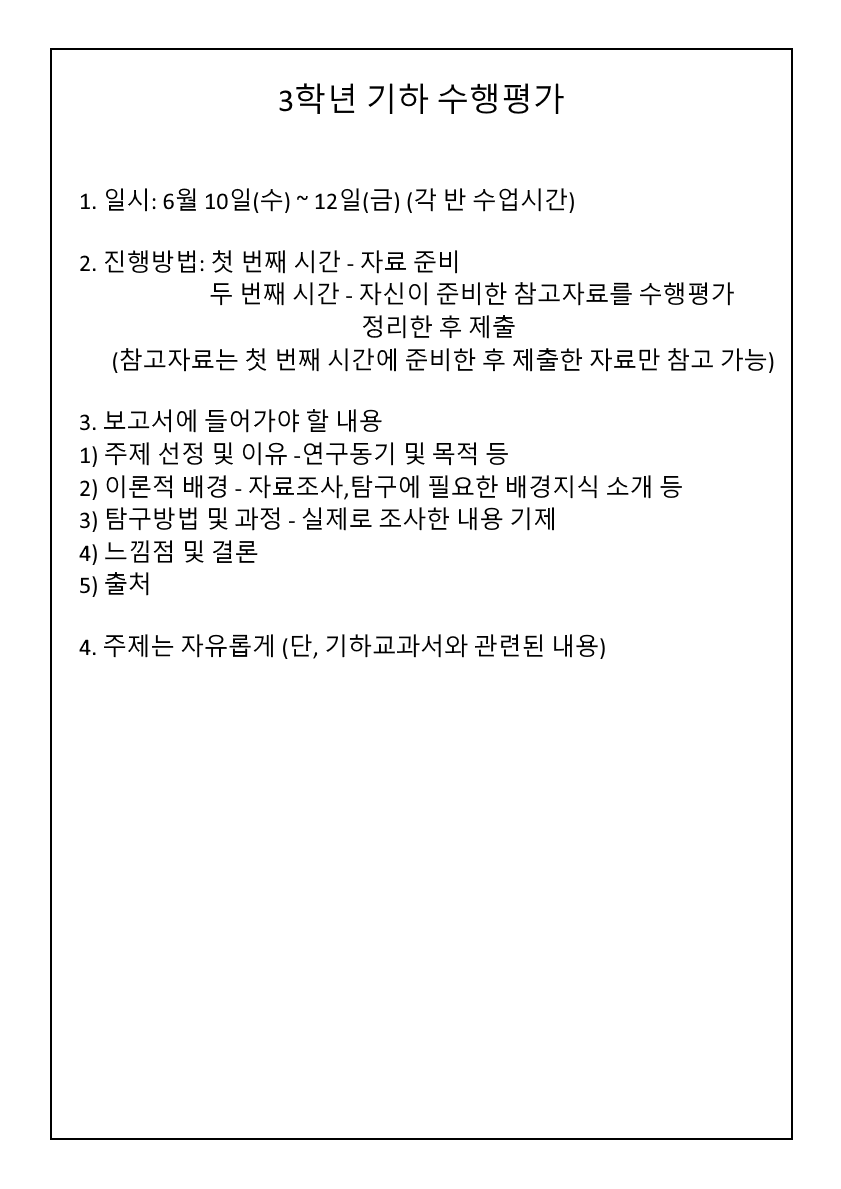 3학년 기하 수행평가
1. 일시: 6월 10일(수) ~ 12일(금) (각 반 수업시간)
2. 진행방법: 첫 번째 시간 - 자료 준비
두 번째 시간 - 자신이 준비한 참고자료를 수행평가
정리한 후 제출
(참고자료는 첫 번째 시간에 준비한 후 제출한 자료만 참고 가능)
3. 보고서에 들어가야 할 내용
1) 주제 선정 및 이유 -연구동기 및 목적 등
2) 이론적 배경 - 자료조사,탐구에 필요한 배경지식 소개 등
3) 탐구방법 및 과정 - 실제로 조사한 내용 기제
4) 느낌점 및 결론
5) 출처
4. 주제는 자유롭게 (단, 기하교과서와 관련된 내용)